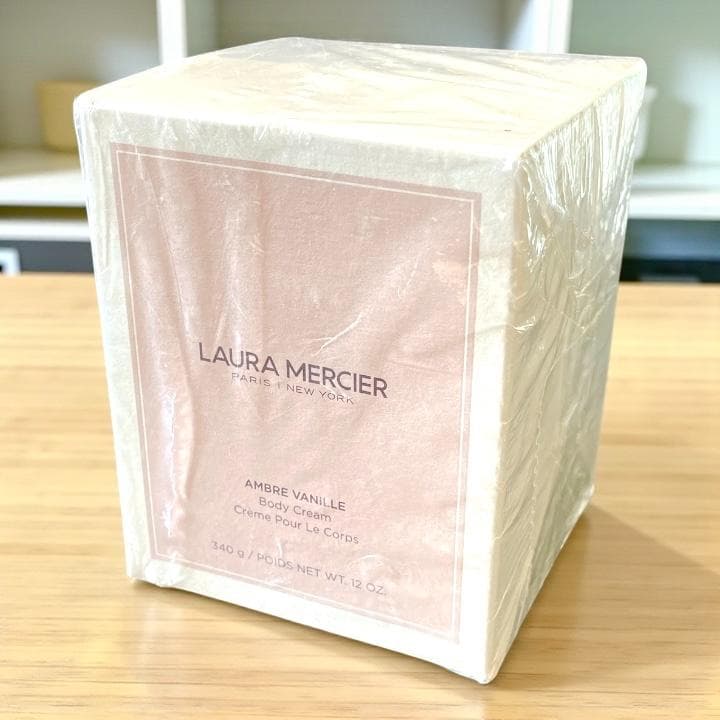 LAURA MERCIER
PARIS | NEW YORK
AMBRE VANILLE
Body Cream
Crème Pour Le Corps
340 g / POIDS NET WT. 12 OZ.